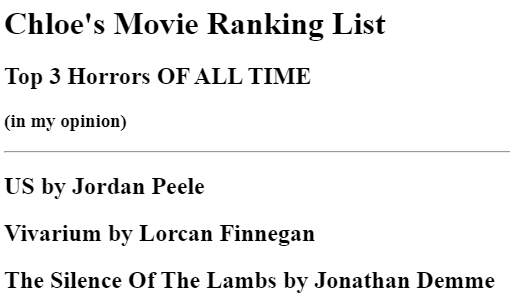 Chloe's Movie Ranking List
Top 3 Horrors OF ALL TIME
(in my opinion)
US by Jordan Peele
Vivarium by Lorcan Finnegan
The Silence Of The Lambs by Jonathan Demme